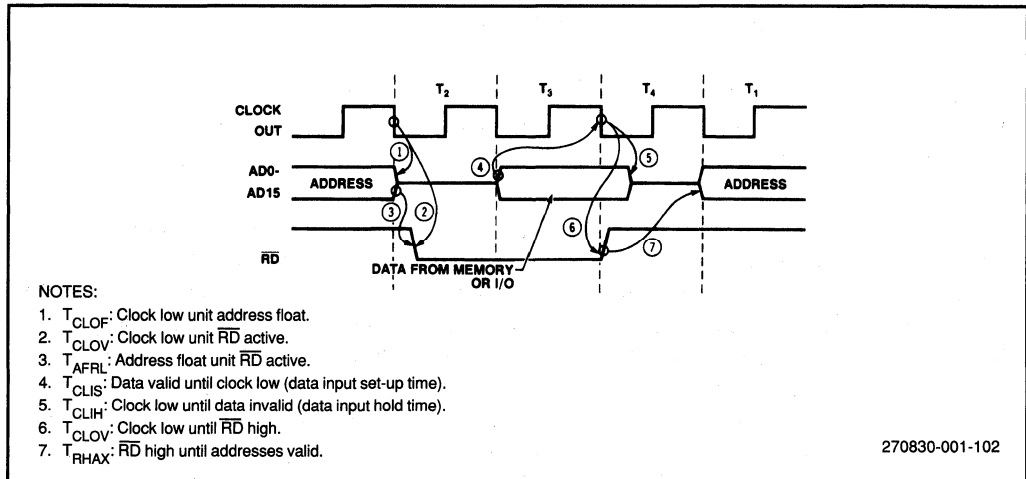 T2 T3 T4 T1
CLOCK
OUT
AD0-
AD15
ADDRESS
ADDRESS
1
2
3
4
5
6
7
RD
DATA FROM MEMORY
OR I/O
NOTES:
1. TCLOF: Clock low unit address float.
2. TCLOV: Clock low unit RD active.
3. TAFRL: Address float unit RD active.
4. TCLIS: Data valid until clock low (data input set-up time).
5. TCLIH: Clock low until data invalid (data input hold time).
6. TCLOV: Clock low until RD high.
7. TRHAX: RD high until addresses valid.
270830-001-102